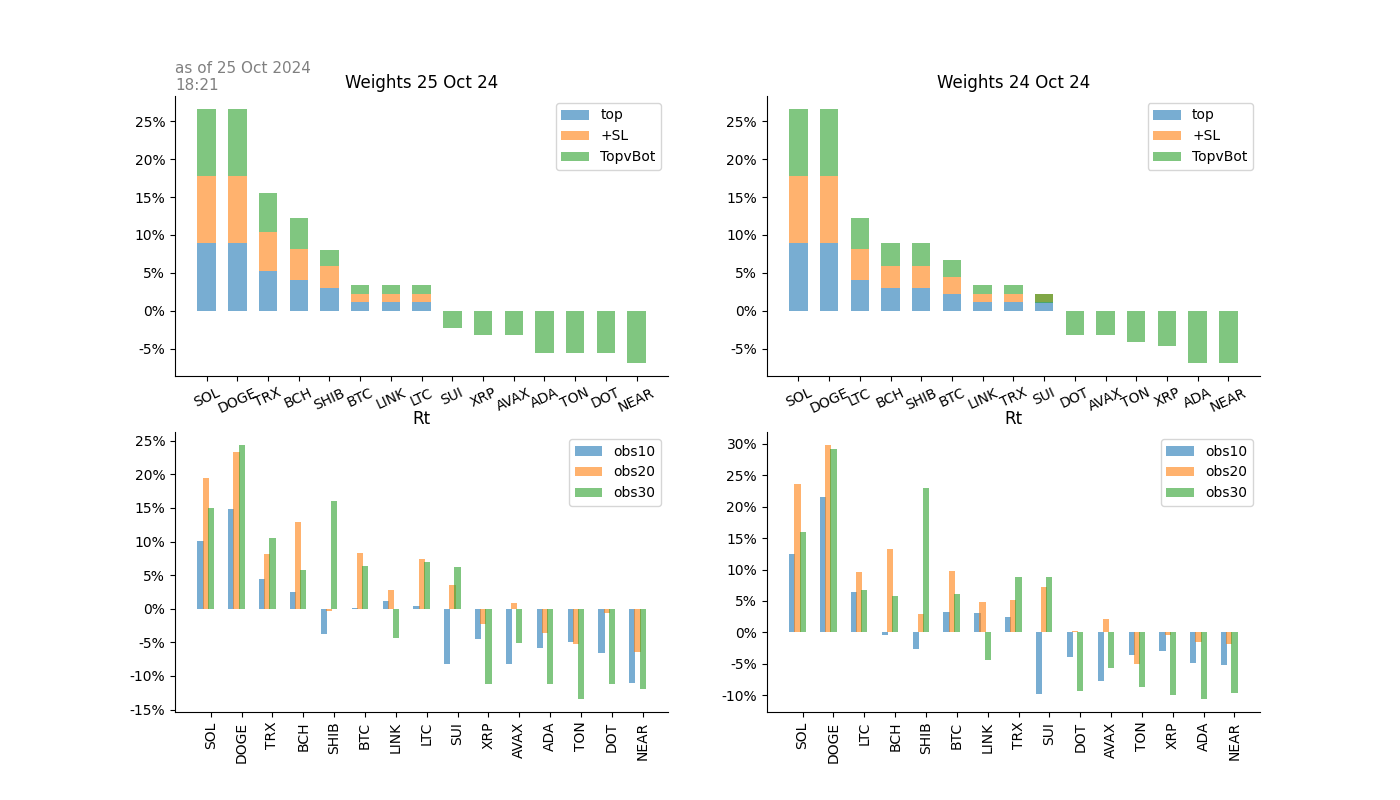 as of 25 Oct 2024
18:21
Weights 25 Oct 24
25%
20%
15%
10%
5%
0%
-5%
top
+SL
TopvBot
SOL DOGE TRX BCH SHIB BTC LINK LTC SUI XRP AVAX ADA TON DOT NEAR
Weights 24 Oct 24
25%
20%
15%
10%
5%
0%
-5%
top
+SL
TopvBot
SOL DOGE LTC BCH SHIB BTC LINK TRX SUI DOT AVAX TON XRP ADA NEAR
Rt
25%
20%
15%
10%
5%
0%
-5%
-10%
-15%
obs10
obs20
obs30
SOL DOGE TRX BCH SHIB BTC LINK LTC SUI XRP AVAX ADA TON DOT NEAR
Rt
30%
25%
20%
15%
10%
5%
0%
-5%
-10%
obs10
obs20
obs30
SOL DOGE LTC BCH SHIB BTC LINK TRX SUI DOT AVAX TON XRP ADA NEAR